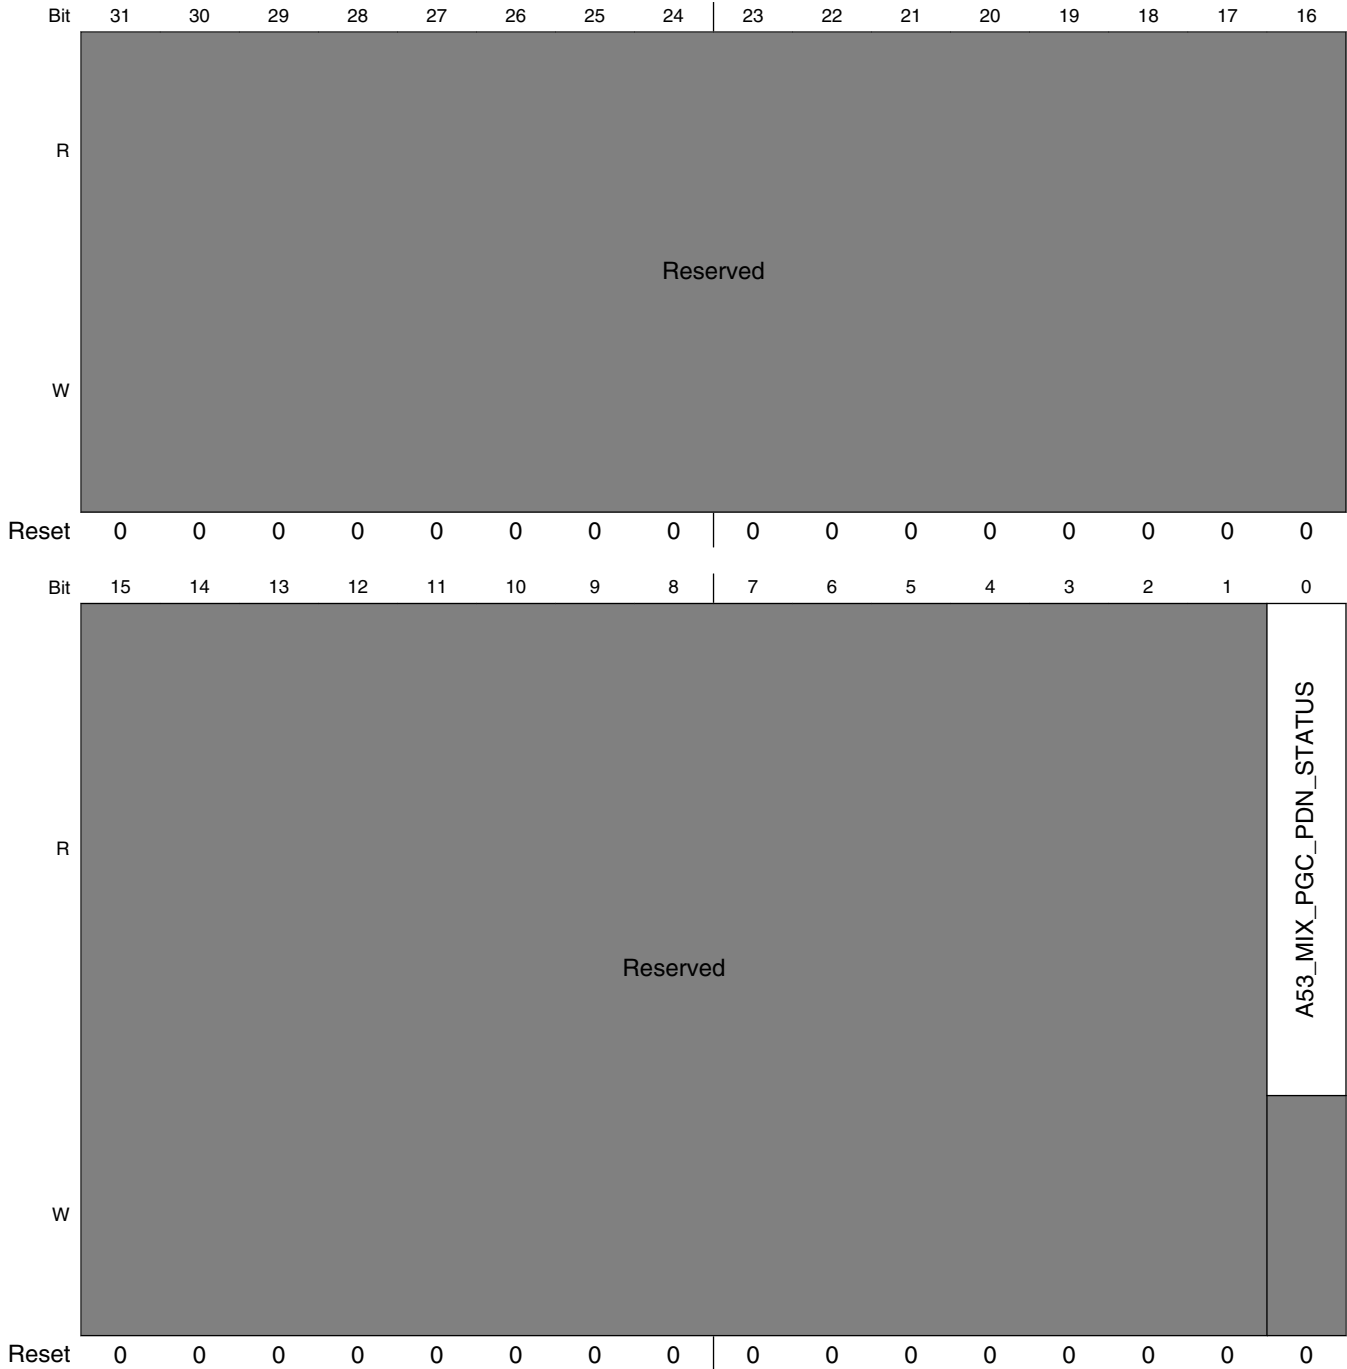 Bit 31 30 29 28 27 26 25 24 23 22 21 20 19 18 17 16
R
Reserved
W
Reset 0 0 0 0 0 0 0 0 0 0 0 0 0 0 0 0
Bit 15 14 13 12 11 10 9 8 7 6 5 4 3 2 1 0
A53_MIX_PGC_PDN_STATUS
R
Reserved
W
Reset 0 0 0 0 0 0 0 0 0 0 0 0 0 0 0 0